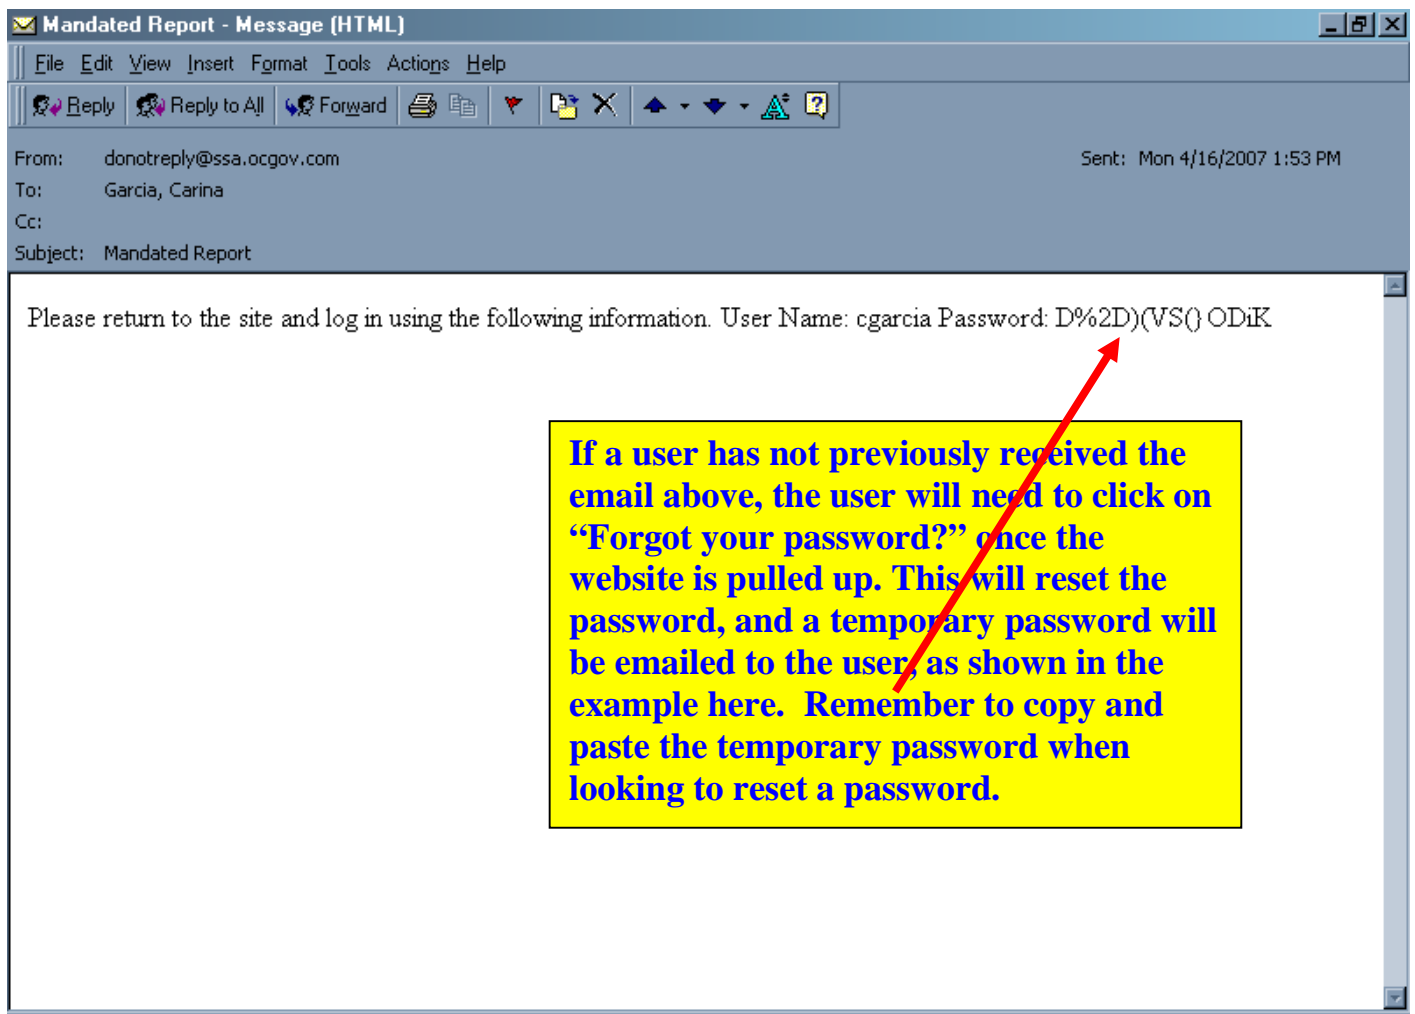 Mandated Report - Message (HTML)
File Edit View Insert Format Tools Actions Help
Reply Reply to All Forward
From: donotreply@ssa.ocgov.com Sent: Mon 4/16/2007 1:53 PM
To: Garcia, Carina
Cc:
Subject: Mandated Report
Please return to the site and log in using the following information. User Name: cgarcia Password: D%2D)(VS(} ODiK
If a user has not previously received the
email above, the user will need to click on
“Forgot your password?” once the
website is pulled up. This will reset the
password, and a temporary password will
be emailed to the user, as shown in the
example here.  Remember to copy and
paste the temporary password when
looking to reset a password.